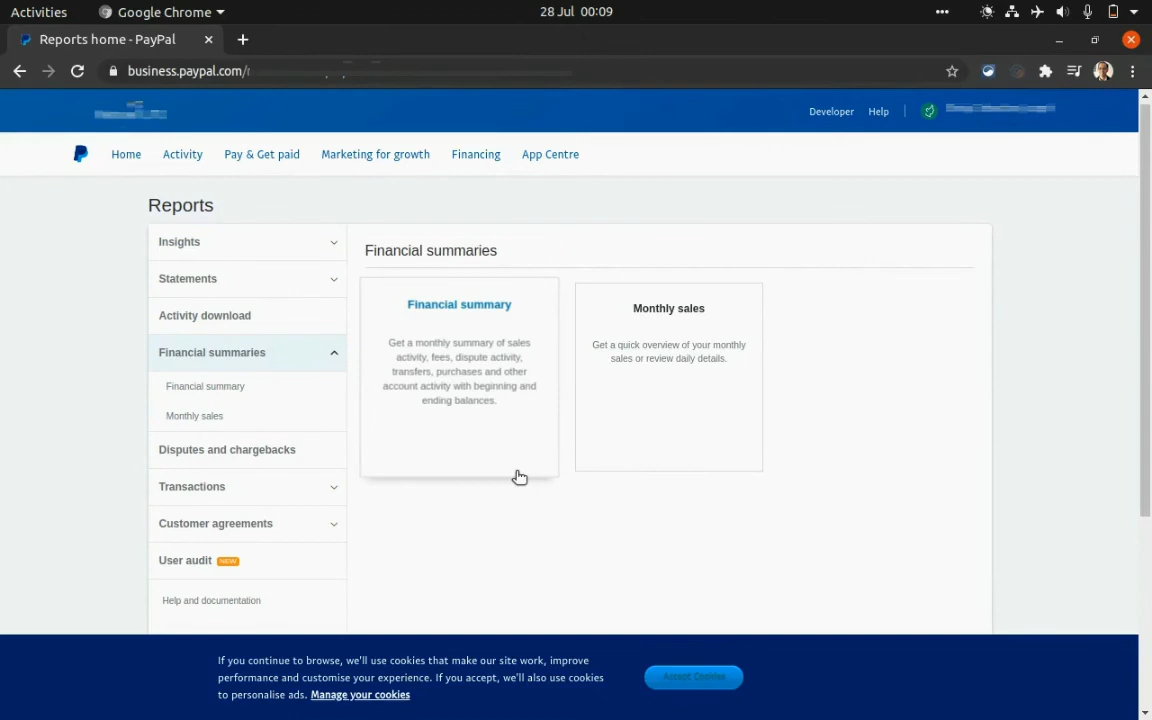 Activities
Google Chrome
28 Jul 00:09
Reports home - PayPal
business.paypal.com/
Developer
Help
Home
Activity
Pay & Get paid
Marketing for growth
Financing
App Centre
Reports
Insights
Statements
Activity download
Financial summaries
Financial summary
Monthly sales
Disputes and chargebacks
Transactions
Customer agreements
User audit NEW
Help and documentation
Financial summaries
Financial summary
Get a monthly summary of sales
activity, fees, dispute activity,
transfers, purchases and other
account activity with beginning and
ending balances.
Monthly sales
Get a quick overview of your monthly
sales or review daily details.
If you continue to browse, we'll use cookies that make our site work, improve
performance and customise your experience. If you accept, we'll also use cookies
to personalise ads. Manage your cookies
Accept Cookies